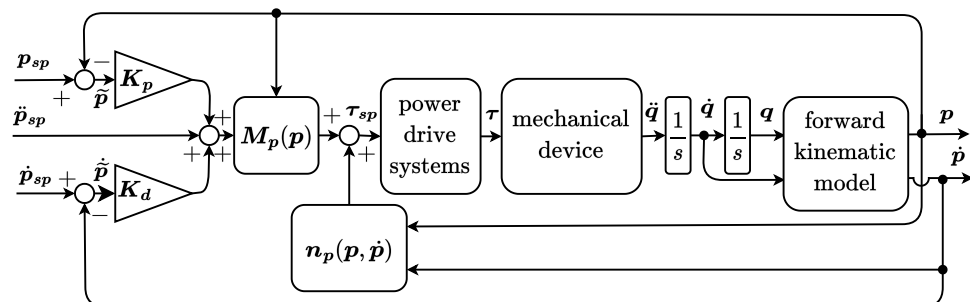 p_sp
+
−
p̃
K_p
p̈_sp
+
+
+
M_p(p)
+
τ_sp
+
power
drive
systems
τ
mechanical
device
q̈
1/s
q̇
1/s
q
forward
kinematic
model
p
ṗ
ṗ_sp
+
−
p̃̇
K_d
n_p(p, ṗ)